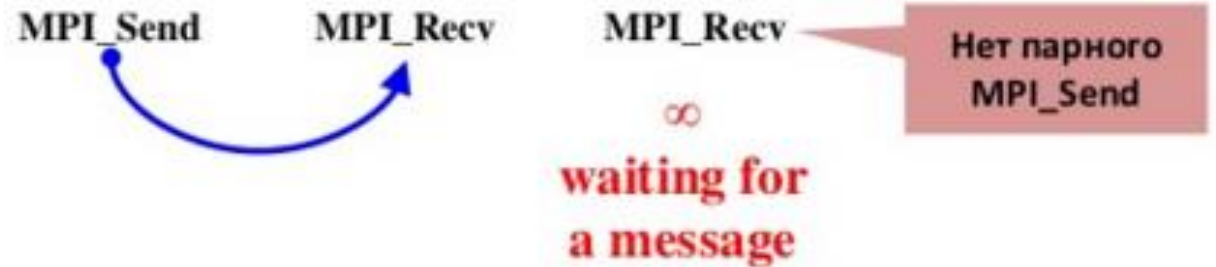 MPI_Send MPI_Recv MPI_Recv
Нет парного
MPI_Send
∞
waiting for
a message